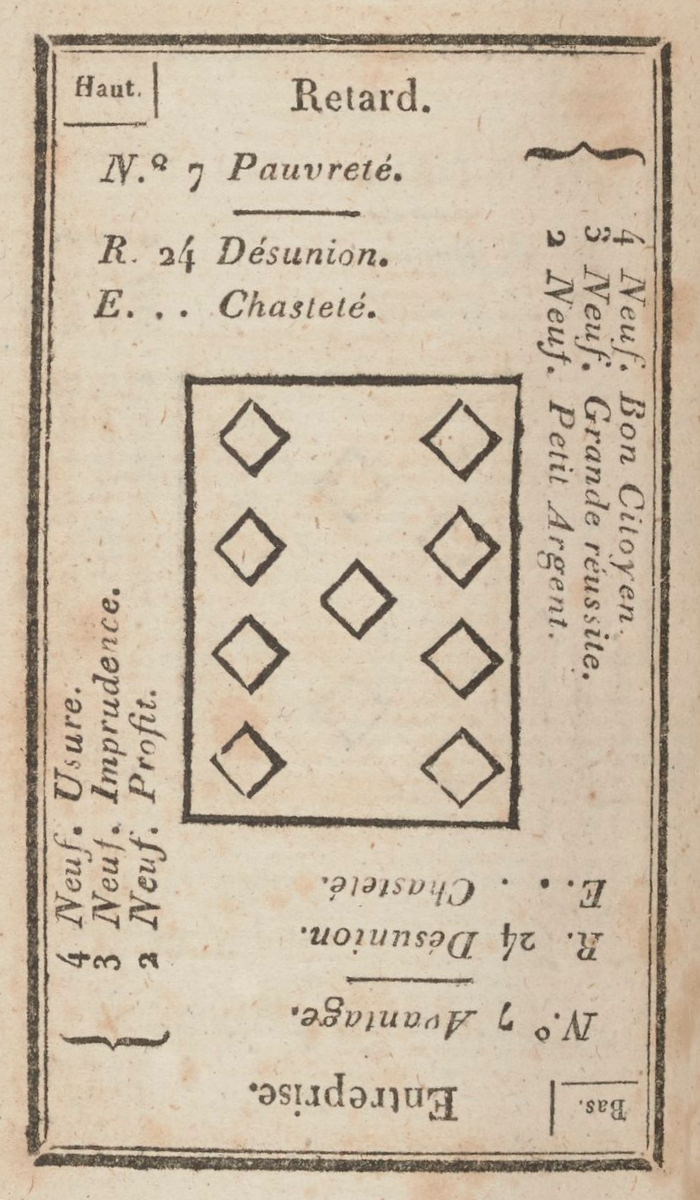 Haut.
Retard.
N.º 7 Pauvreté.
R. 24 Désunion.
E... Chasteté.
4 Neuf. Bon Citoyen.
3 Neuf. Grande réussite.
2 Neuf. Petit Argent.
4 Neuf. Usure.
3 Neuf. Imprudence.
2 Neuf. Profit.
Bas.
Entreprise.
N.º 7 Avantage.
R. 24 Désunion.
E... Chasteté.